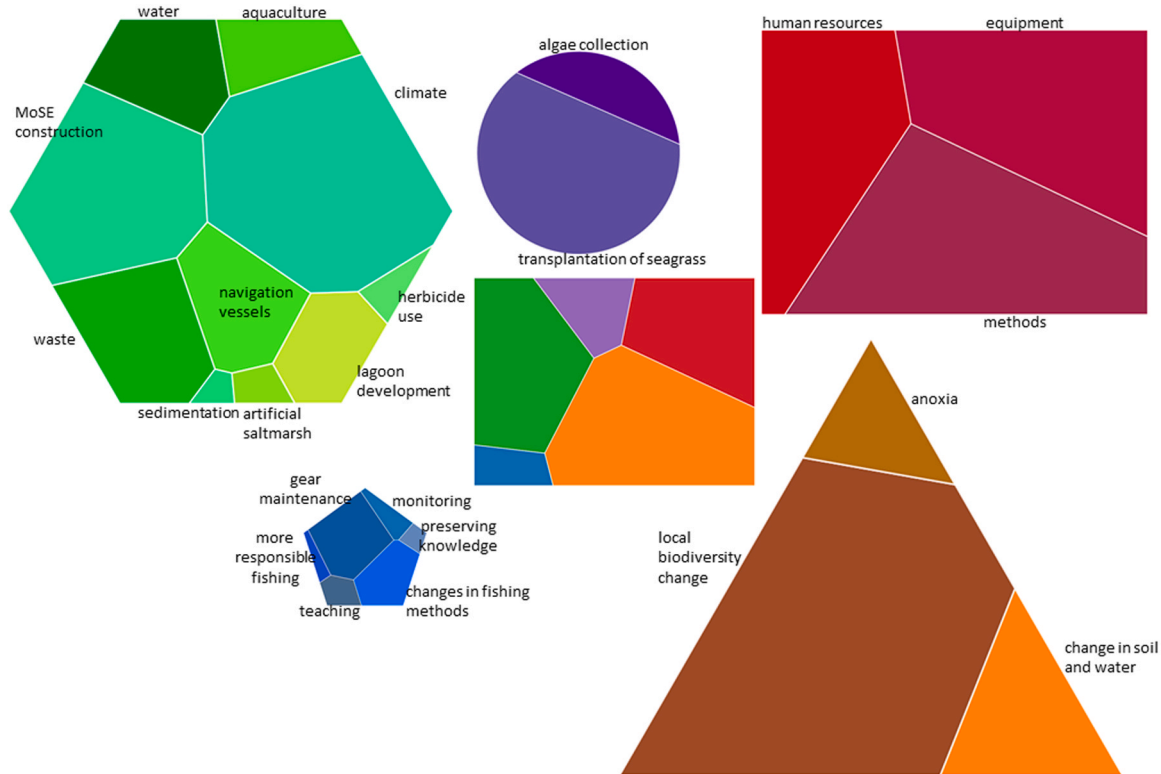 water
aquaculture
climate
MoSE
construction
navigation
vessels
herbicide
use
waste
lagoon
development
sedimentation
artificial
saltmarsh
algae collection
transplantation of seagrass
human resources
equipment
methods
gear
maintenance
monitoring
preserving
knowledge
more
responsible
fishing
changes in fishing
methods
teaching
anoxia
local
biodiversity
change
change in soil
and water